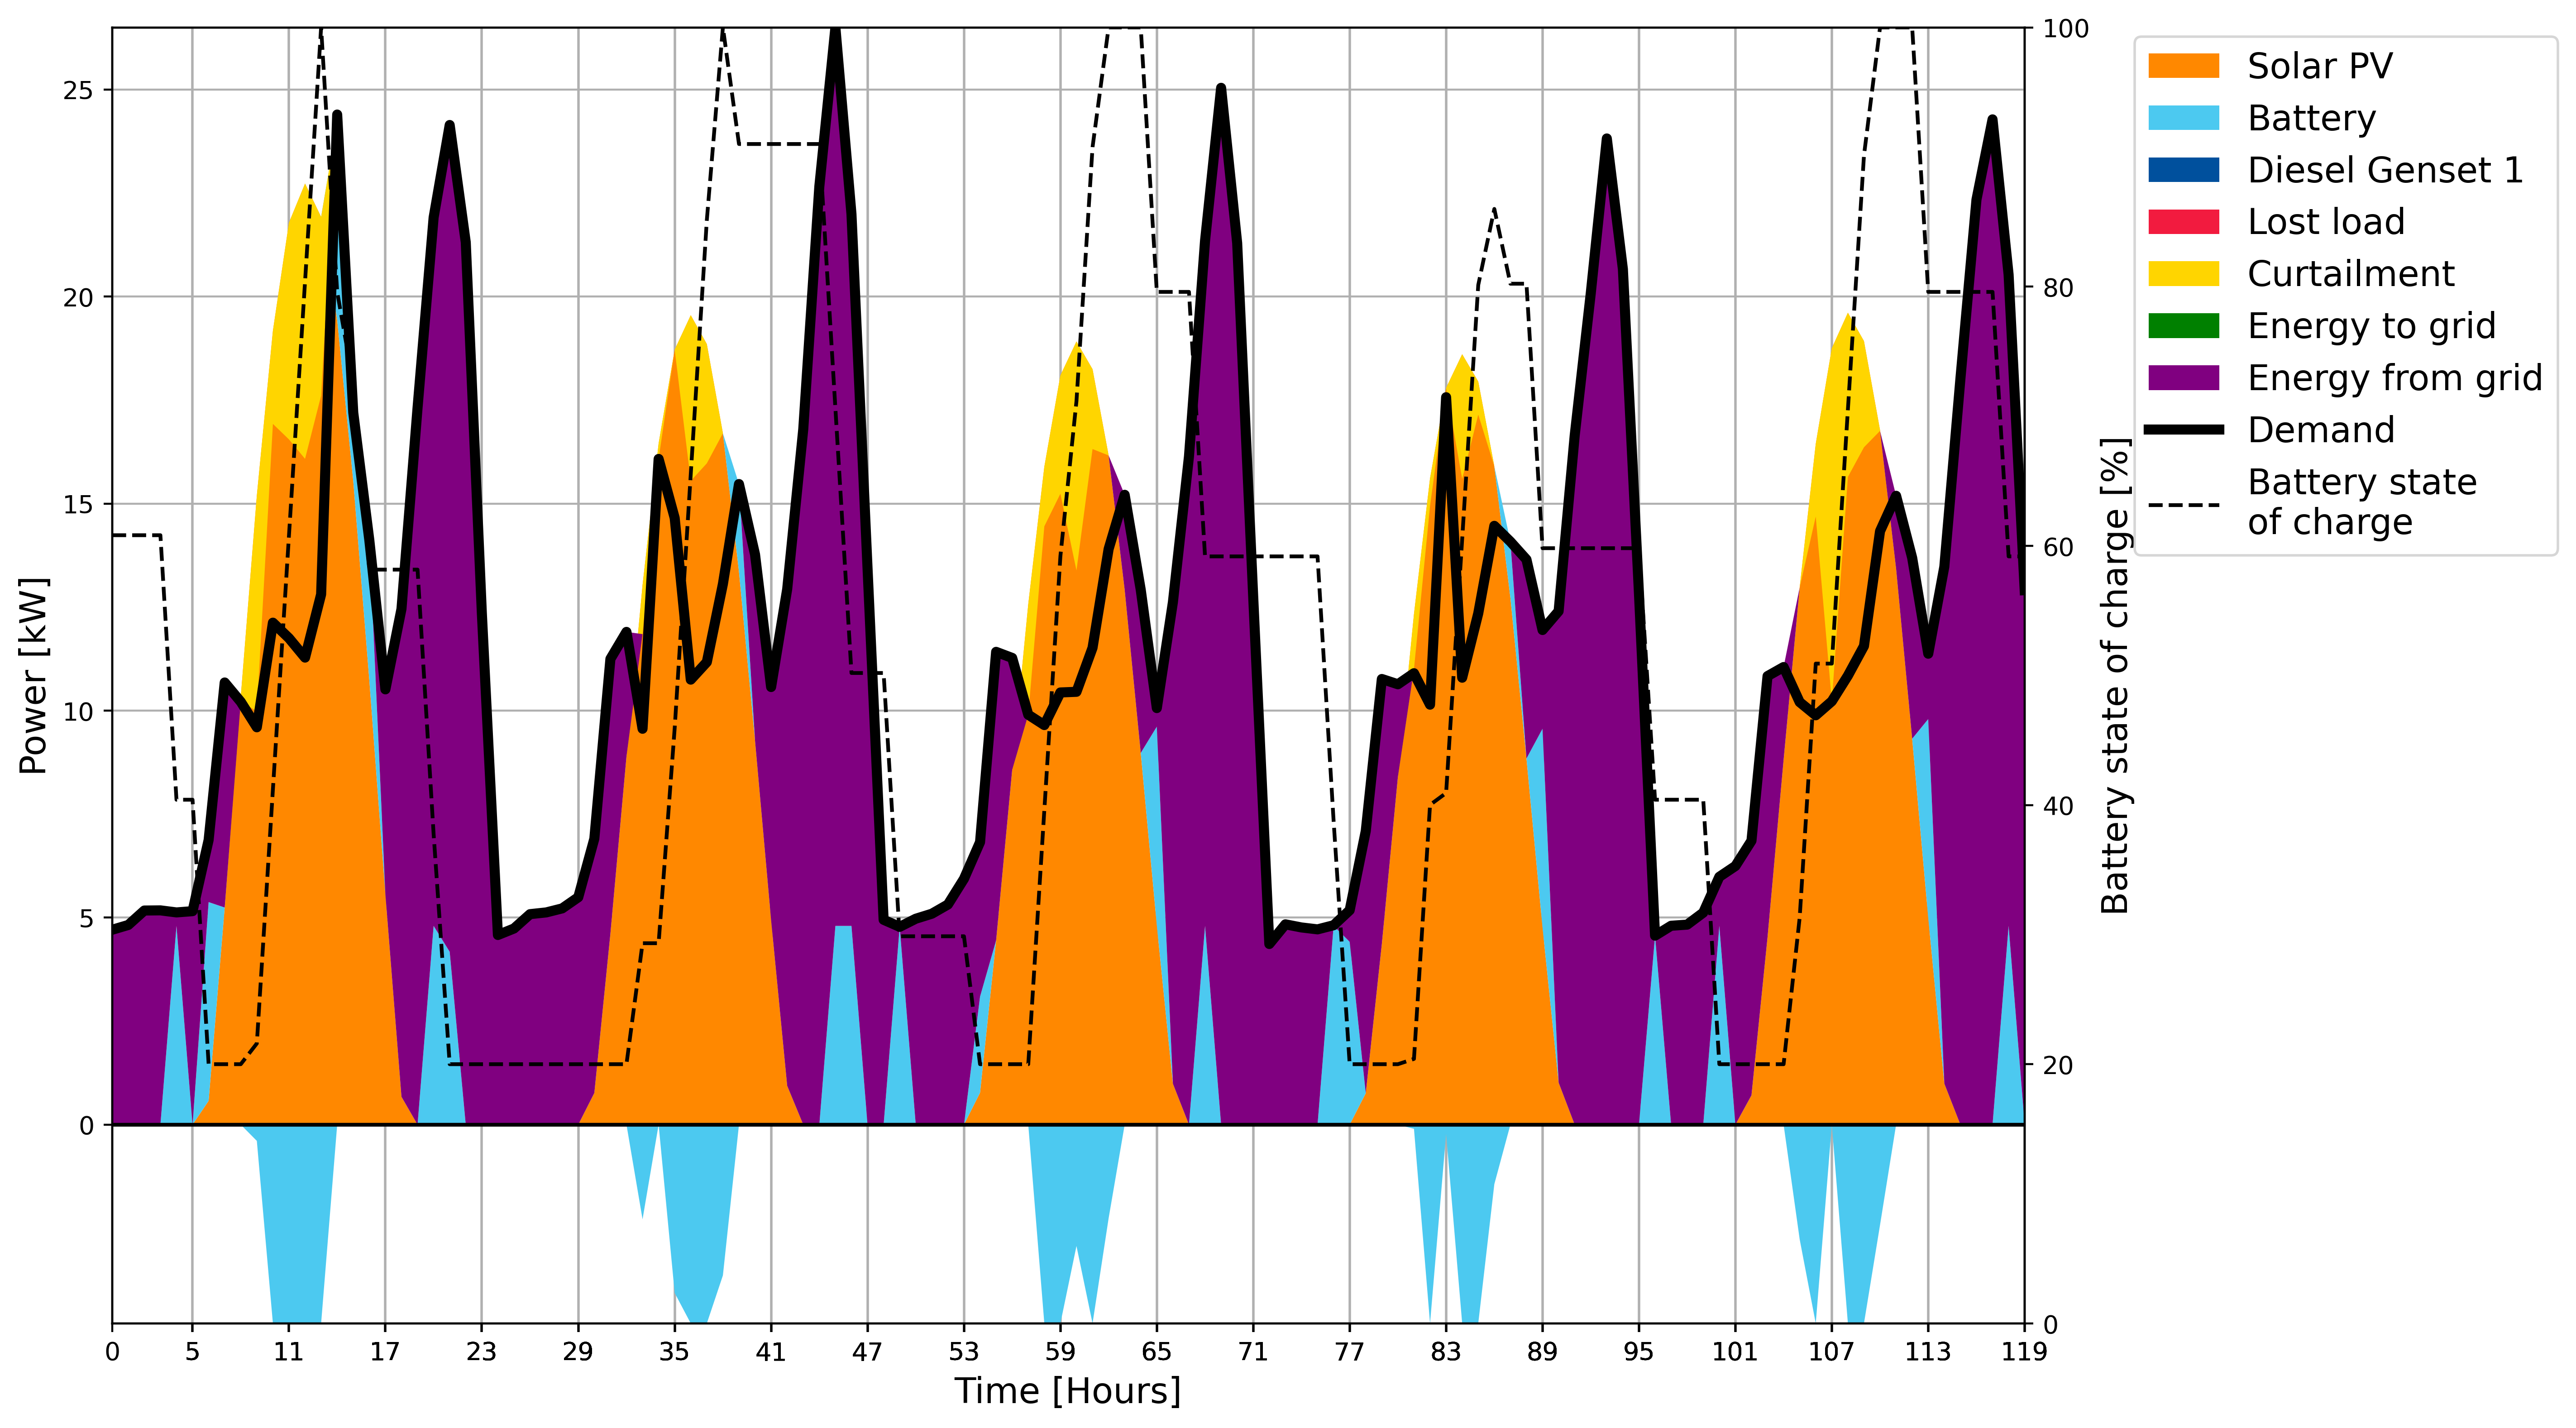 Power [kW]
25
20
15
10
5
0
0 5 11 17 23 29 35 41 47 53 59 65 71 77 83 89 95 101 107 113 119
Time [Hours]
100
80
60
40
20
0
Battery state of charge [%]
Solar PV
Battery
Diesel Genset 1
Lost load
Curtailment
Energy to grid
Energy from grid
Demand
Battery state
of charge